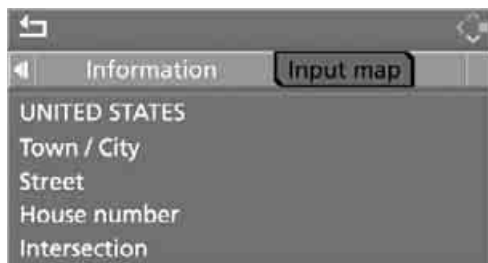 Information Input map
UNITED STATES
Town / City
Street
House number
Intersection